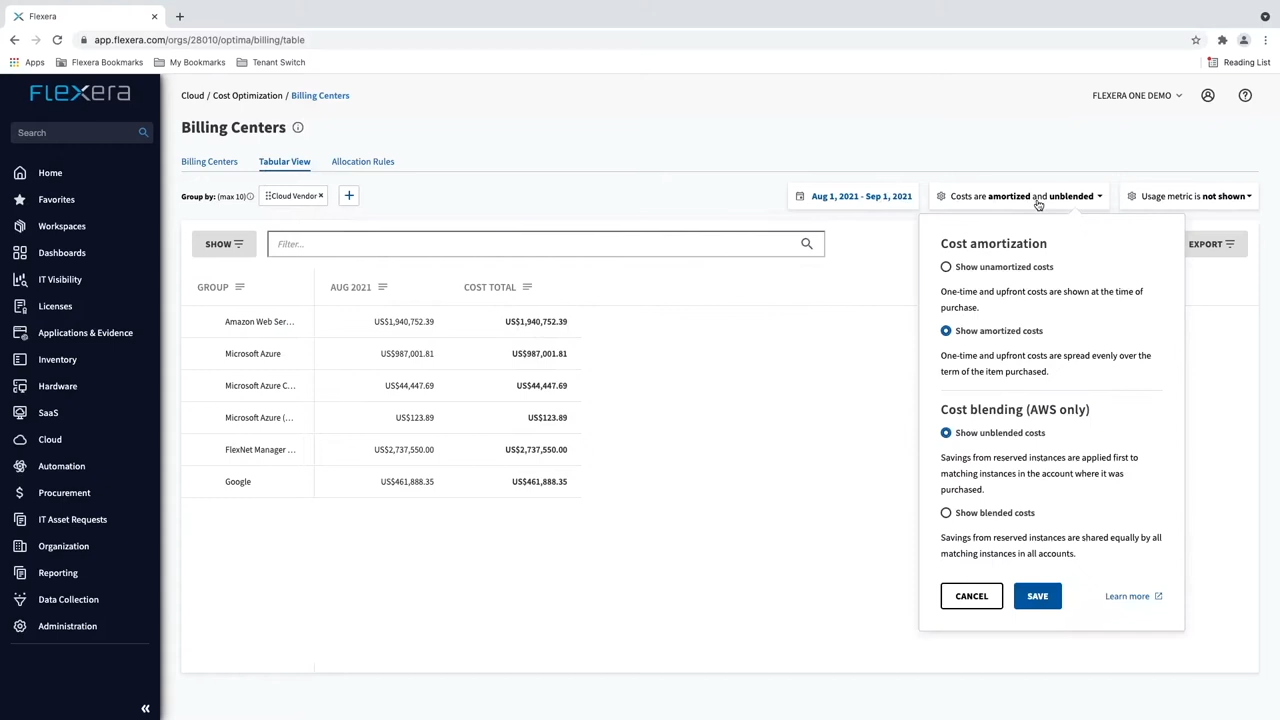 Flexera
app.flexera.com/orgs/28010/optima/billing/table
Apps
Flexera Bookmarks
My Bookmarks
Tenant Switch
Reading List
FLEXERA
Search
Home
Favorites
Workspaces
Dashboards
IT Visibility
Licenses
Applications & Evidence
Inventory
Hardware
SaaS
Cloud
Automation
Procurement
IT Asset Requests
Organization
Reporting
Data Collection
Administration
Cloud / Cost Optimization / Billing Centers
FLEXERA ONE DEMO
Billing Centers
Billing Centers
Tabular View
Allocation Rules
Group by: (max 10)
Cloud Vendor
Aug 1, 2021 - Sep 1, 2021
Costs are amortized and unblended
Usage metric is not shown
SHOW
Filter...
EXPORT
GROUP AUG 2021 COST TOTAL
Amazon Web Ser... US$1,940,752.39 US$1,940,752.39
Microsoft Azure US$987,001.81 US$987,001.81
Microsoft Azure C... US$44,447.69 US$44,447.69
Microsoft Azure (... US$123.89 US$123.89
FlexNet Manager ... US$2,737,550.00 US$2,737,550.00
Google US$461,888.35 US$461,888.35
Cost amortization
Show unamortized costs
One-time and upfront costs are shown at the time of
purchase.
Show amortized costs
One-time and upfront costs are spread evenly over the
term of the item purchased.
Cost blending (AWS only)
Show unblended costs
Savings from reserved instances are applied first to
matching instances in the account where it was
purchased.
Show blended costs
Savings from reserved instances are shared equally by all
matching instances in all accounts.
CANCEL
SAVE
Learn more